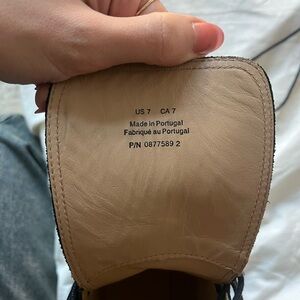 US 7 CA 7
Made in Portugal
Fabriqué au Portugal
P/N 0877589 2